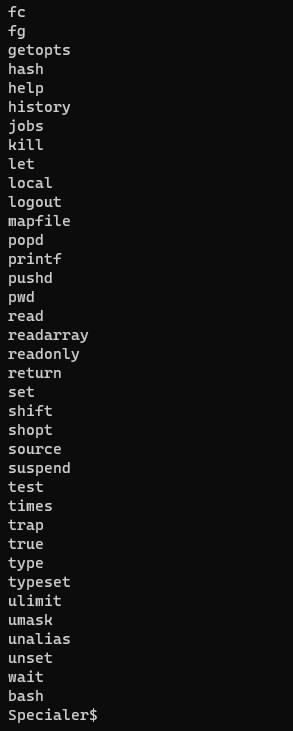 fc
fg
getopts
hash
help
history
jobs
kill
let
local
logout
mapfile
popd
printf
pushd
pwd
read
readarray
readonly
return
set
shift
shopt
source
suspend
test
times
trap
true
type
typeset
ulimit
umask
unalias
unset
wait
bash
Specialer$